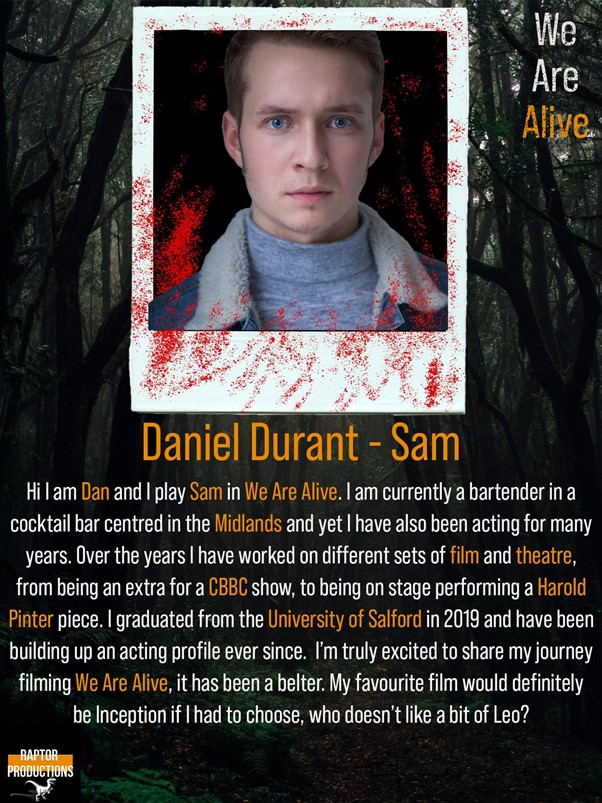 We
Are
Alive
Daniel Durant - Sam
Hi I am Dan and I play Sam in We Are Alive. I am currently a bartender in a
cocktail bar centred in the Midlands and yet I have also been acting for many
years. Over the years I have worked on different sets of film and theatre,
from being an extra for a CBBC show, to being on stage performing a Harold
Pinter piece. I graduated from the University of Salford in 2019 and have been
building up an acting profile ever since. I'm truly excited to share my journey
filming We Are Alive, it has been a belter. My favourite film would definitely
be Inception if I had to choose, who doesn't like a bit of Leo?
RAPTOR
PRODUCTIONS